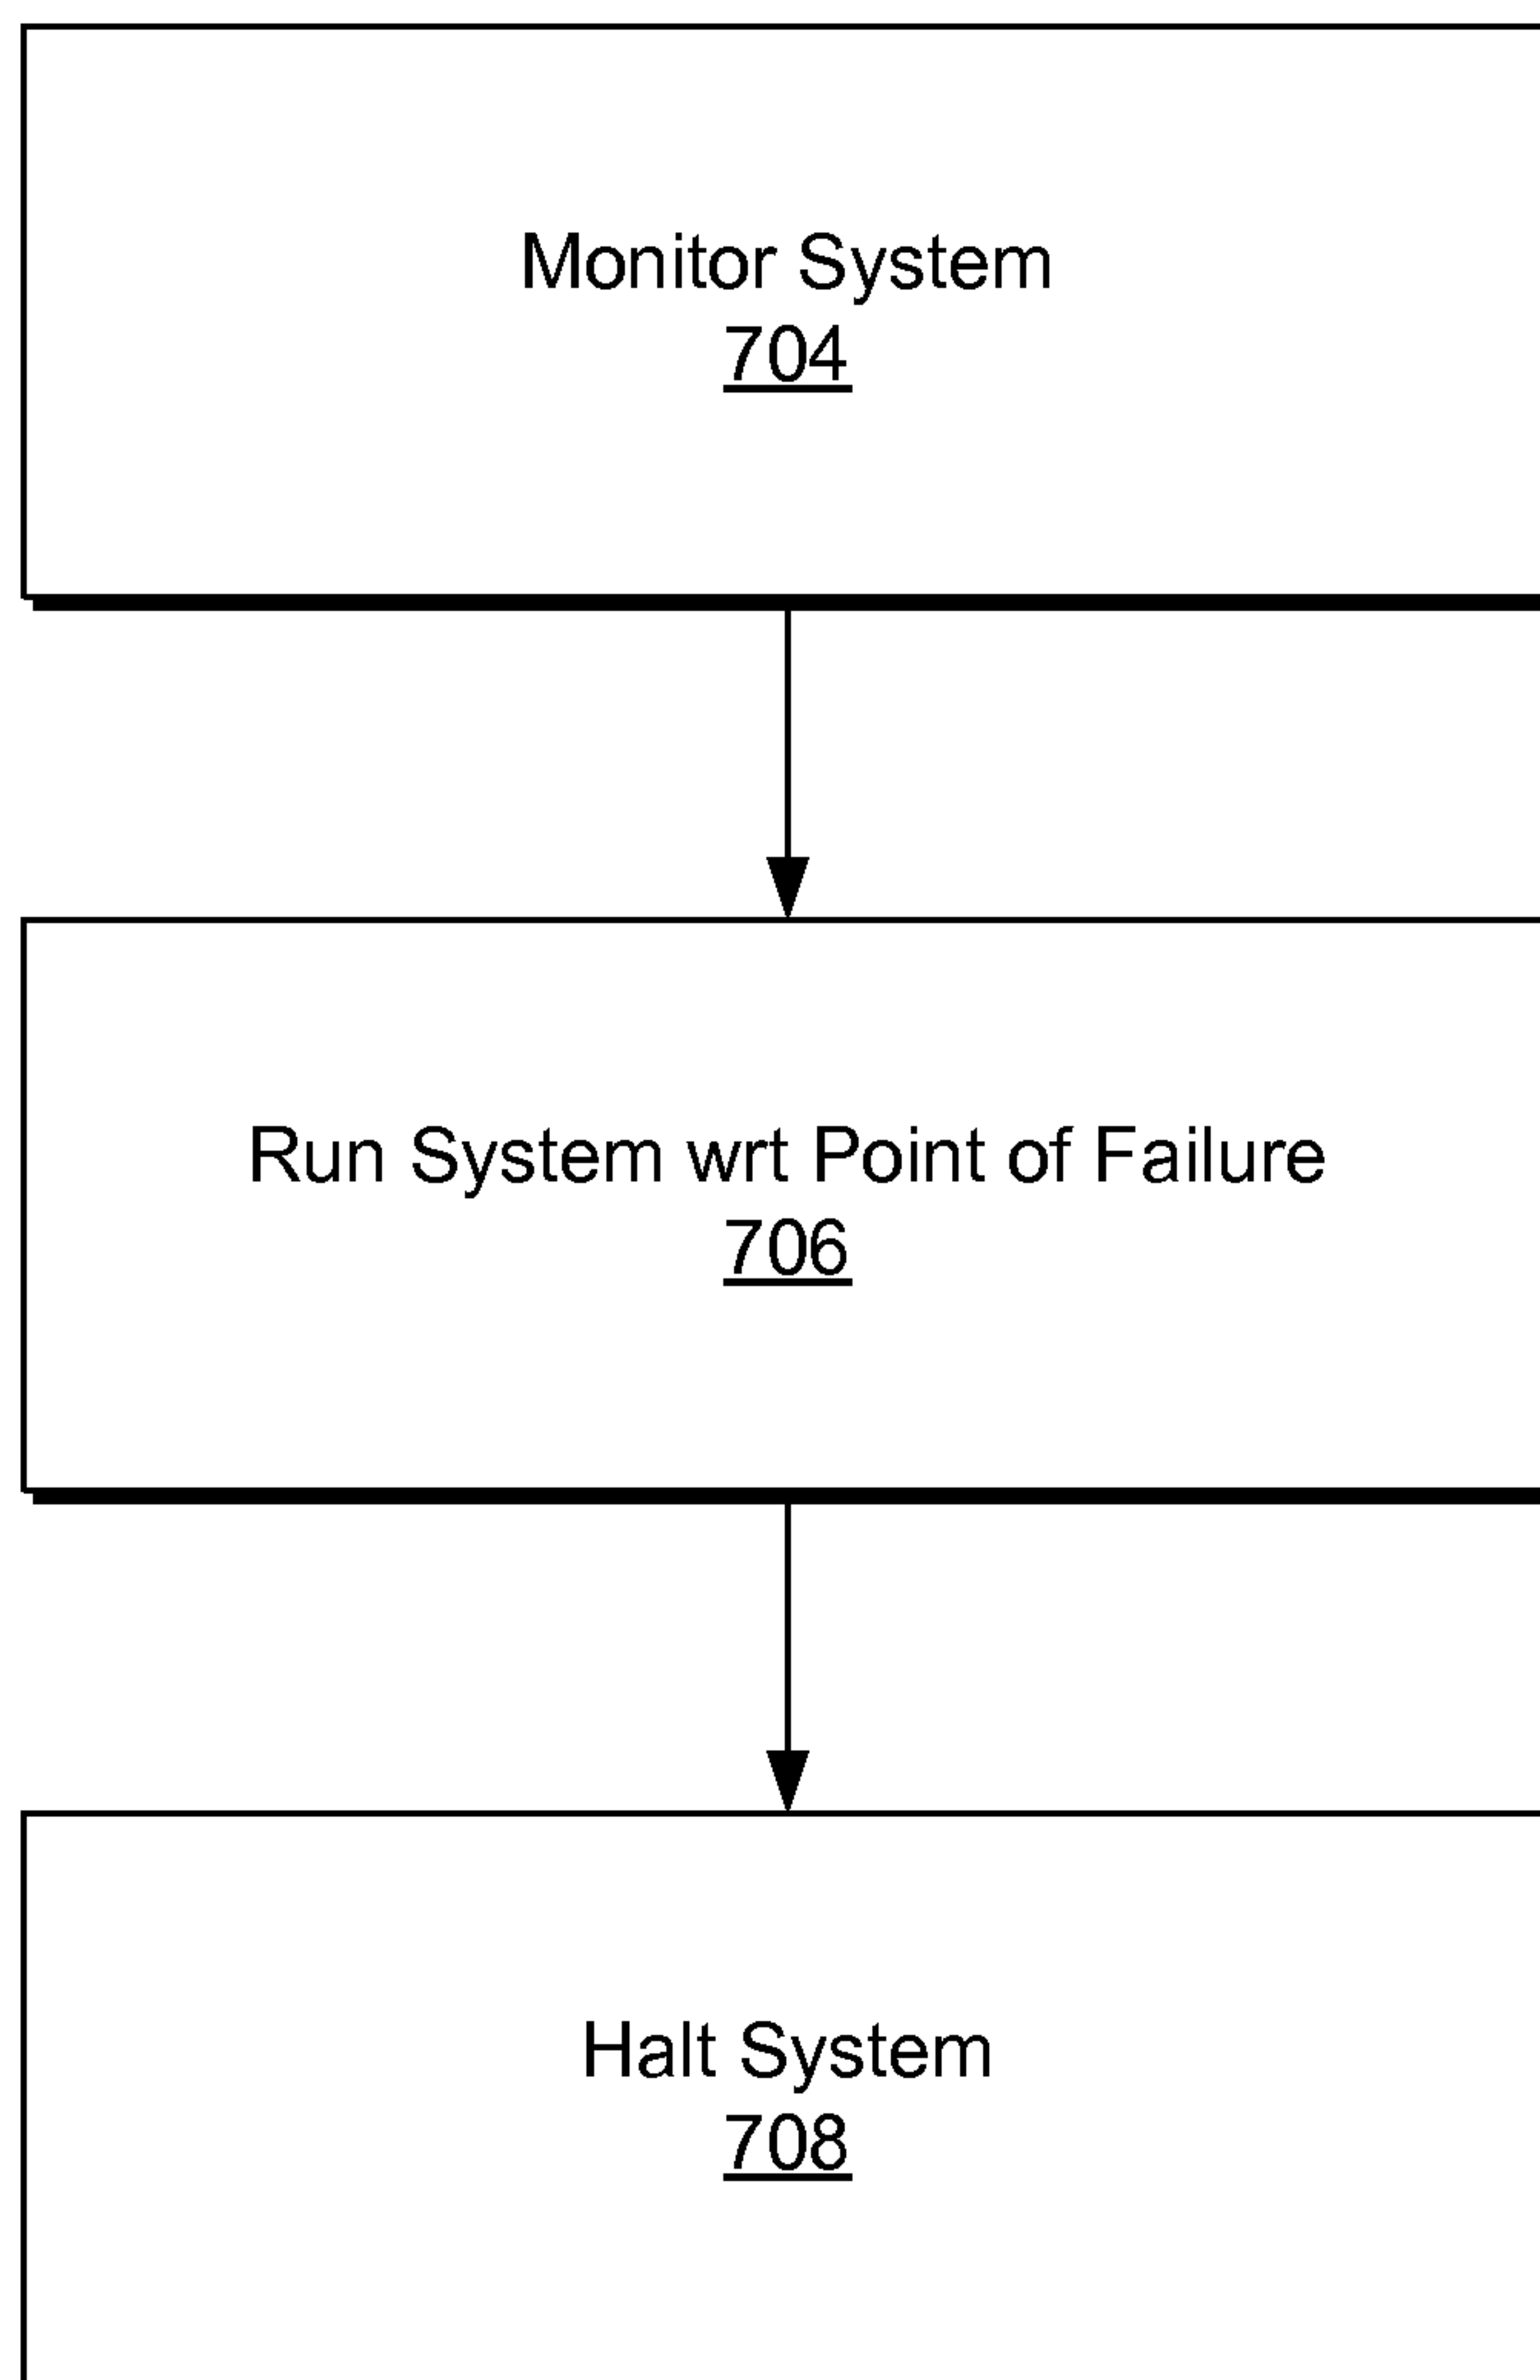 Monitor System
704
Run System wrt Point of Failure
706
Halt System
708